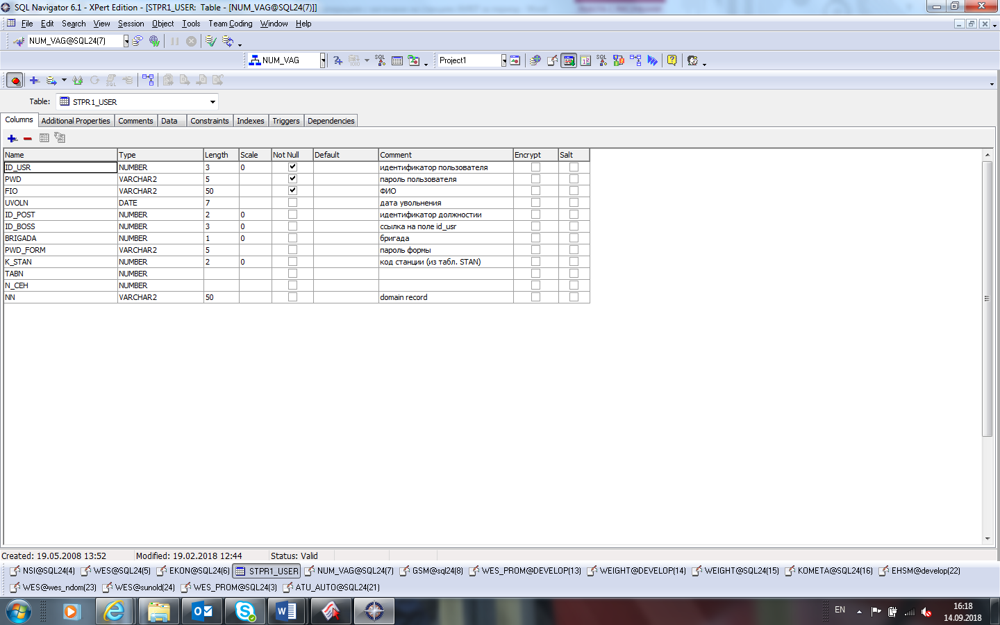 SQL Navigator 6.1 - XPert Edition - [STPR1_USER: Table - [NUM_VAG@SQL24(7)]]
File Edit Search View Session Object Tools Team Coding Window Help
NUM_VAG@SQL24(7)
NUM_VAG Project1
Table: STPR1_USER
Columns Additional Properties Comments Data Constraints Indexes Triggers Dependencies
Name Type Length Scale Not Null Default Comment Encrypt Salt
ID_USR NUMBER 3 0 идентификатор пользователя
PWD VARCHAR2 5 пароль пользователя
FIO VARCHAR2 50 ФИО
UVOLN DATE 7 дата увольнения
ID_POST NUMBER 2 0 идентификатор должностии
ID_BOSS NUMBER 3 0 ссылка на поле id_usr
BRIGADA NUMBER 1 0 бригада
PWD_FORM VARCHAR2 5 пароль формы
K_STAN NUMBER 2 0 код станции (из табл. STAN)
TABN NUMBER
N_CEH NUMBER
NN VARCHAR2 50 domain record
Created: 19.05.2008 13:52 Modified: 19.02.2018 12:44 Status: Valid
NSI@SQL24(4) WES@SQL24(5) EKON@SQL24(6) STPR1_USER NUM_VAG@SQL24(7) GSM@sql24(8) WES_PROM@DEVELOP(13) WEIGHT@DEVELOP(14) WEIGHT@SQL24(15) KOMETA@SQL24(16) EHSM@develop(22)
WES@wes_ndom(23) WES@sunold(24) WES_PROM@SQL24(3) ATU_AUTO@SQL24(21)
EN 16:18
14.09.2018